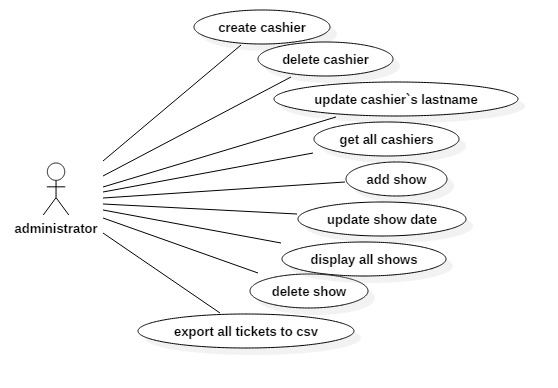 create cashier
delete cashier
update cashier`s lastname
get all cashiers
add show
update show date
administrator
display all shows
delete show
export all tickets to csv